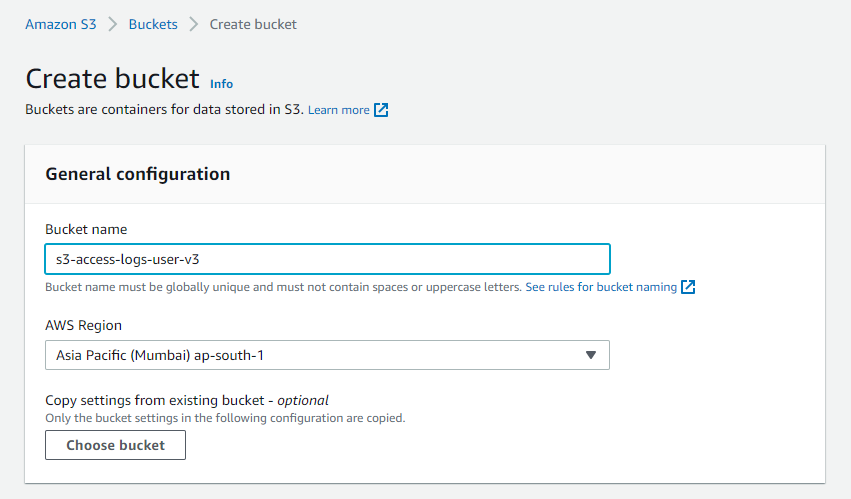 Amazon S3 > Buckets > Create bucket
Create bucket Info
Buckets are containers for data stored in S3. Learn more
General configuration
Bucket name
s3-access-logs-user-v3
Bucket name must be globally unique and must not contain spaces or uppercase letters. See rules for bucket naming
AWS Region
Asia Pacific (Mumbai) ap-south-1
Copy settings from existing bucket - optional
Only the bucket settings in the following configuration are copied.
Choose bucket